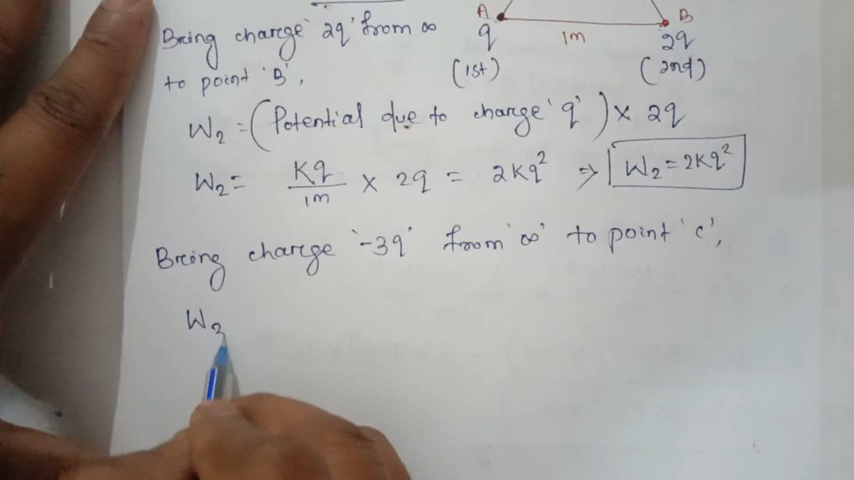 Bring charge '2q' from ∞
to point 'B',
A
B
q
1m
2q
(1st)
(2nd)
W₂ = (Potential due to charge 'q') × 2q
W₂ = Kq/1m × 2q = 2Kq² ⇒ W₂ = 2Kq²
Bring charge '-3q' from '∞' to point 'C',
W₃